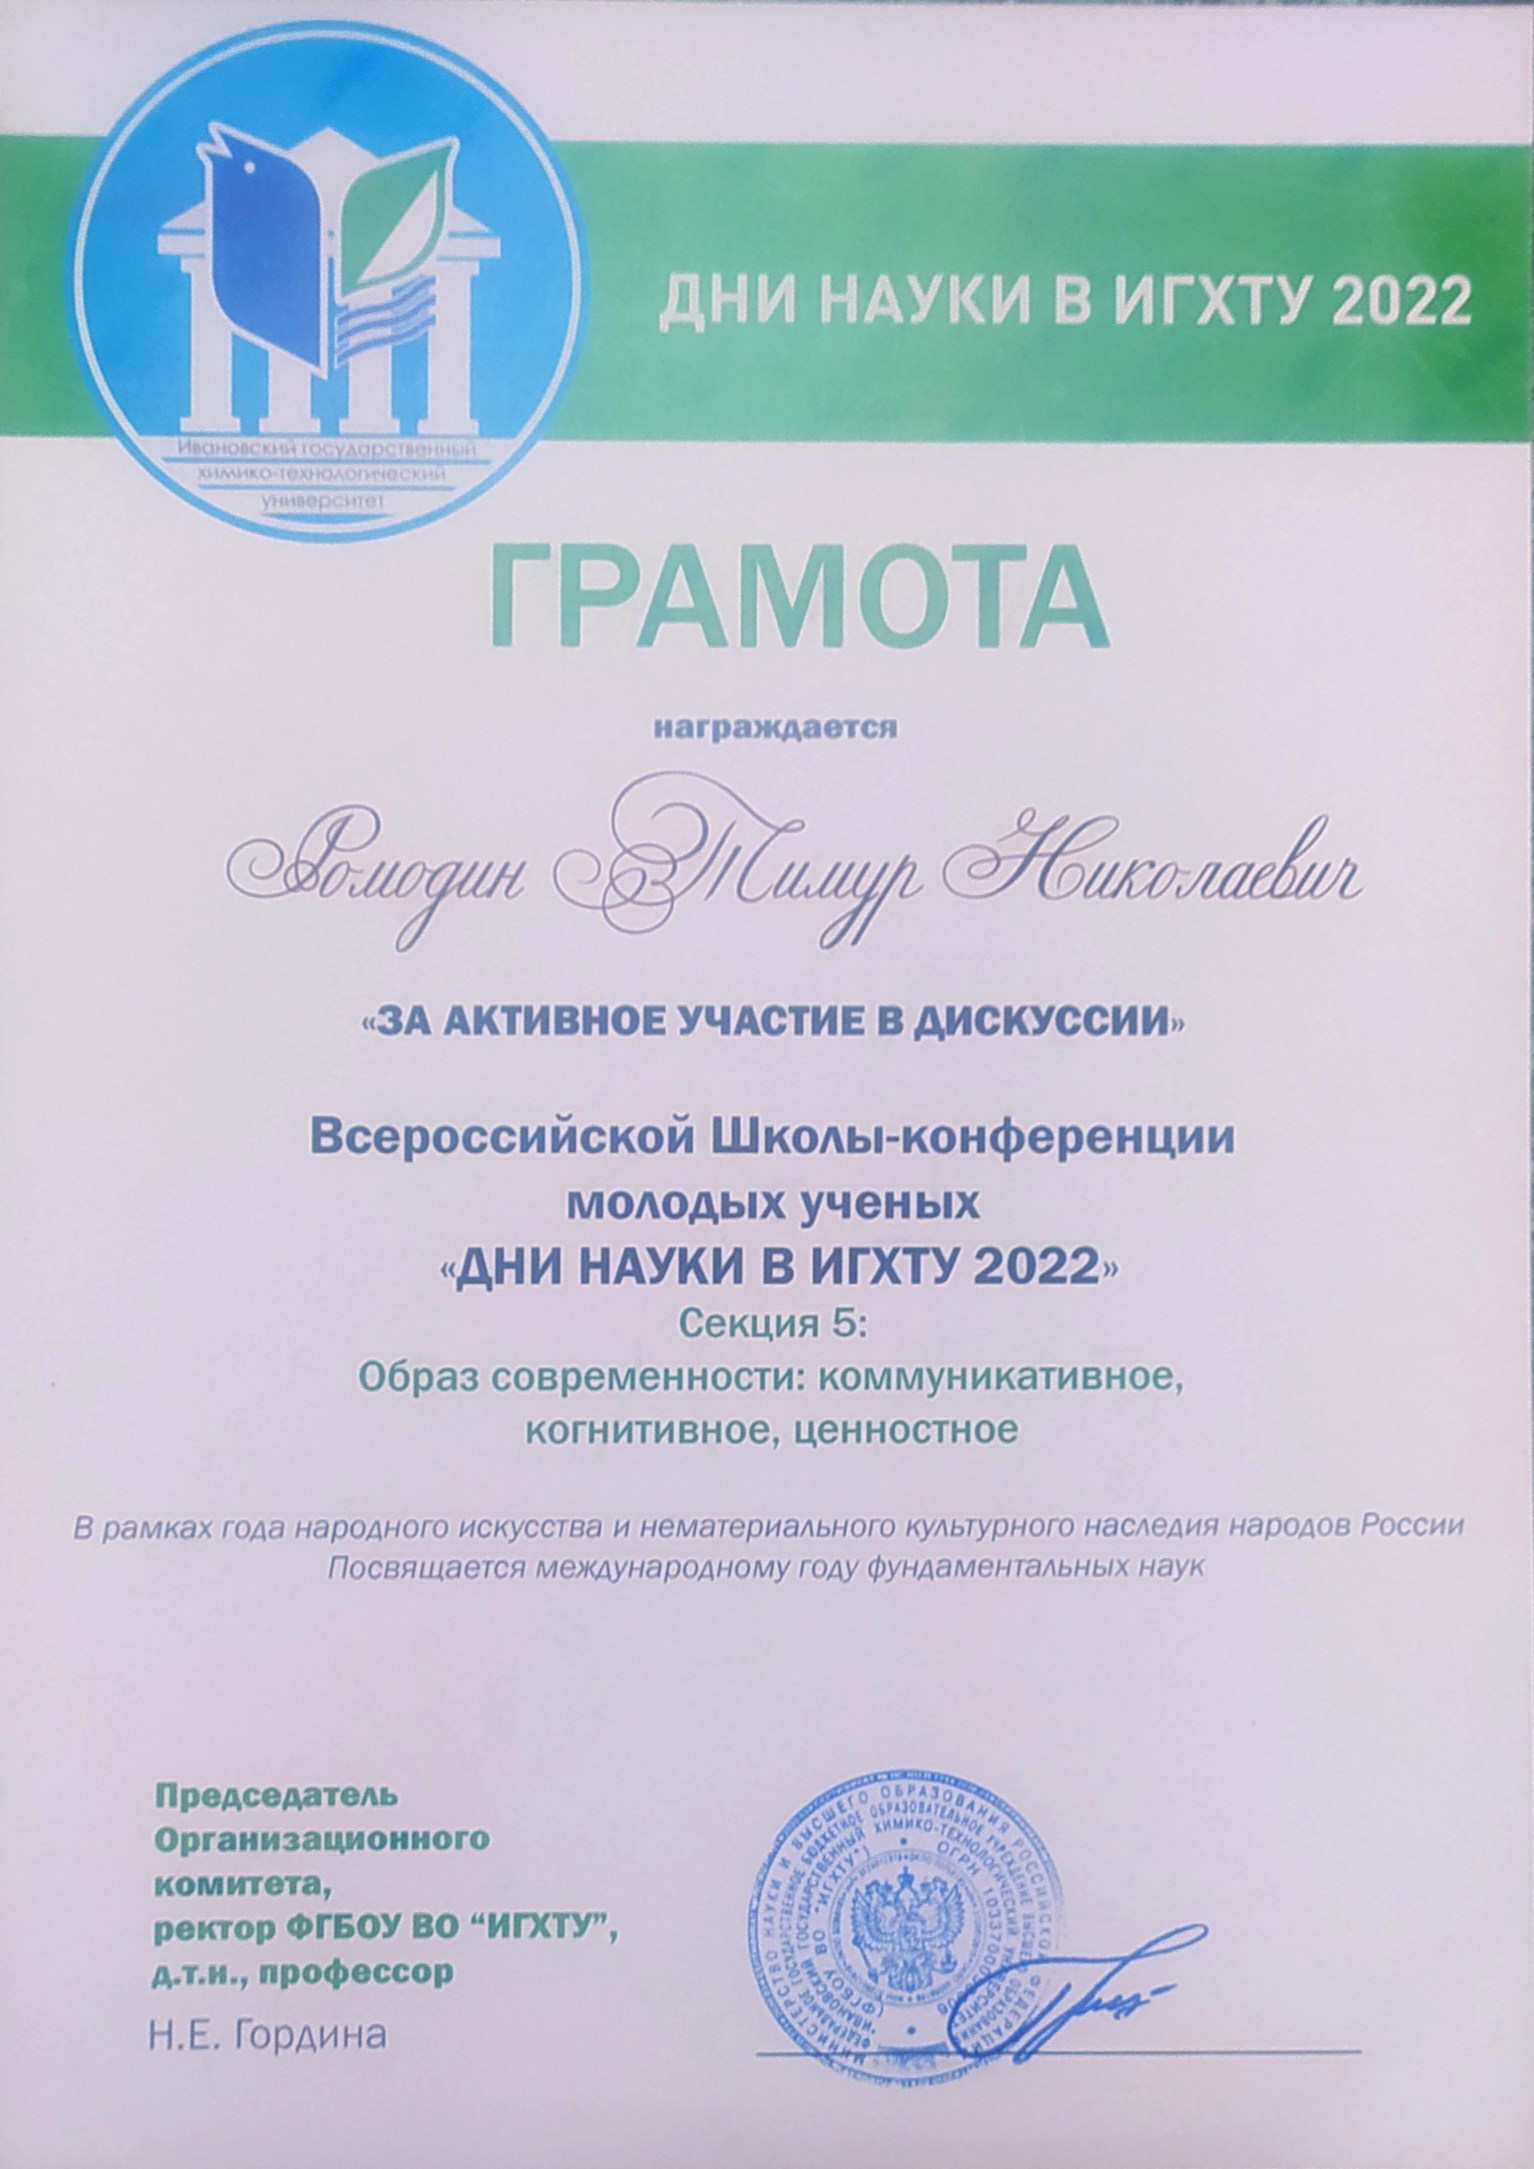 ДНИ НАУКИ В ИГХТУ 2022
Ивановский государственный
химико-технологический
университет
ГРАМОТА
награждается
Ромодин Тимур Николаевич
«ЗА АКТИВНОЕ УЧАСТИЕ В ДИСКУССИИ»
Всероссийской Школы-конференции
молодых ученых
«ДНИ НАУКИ В ИГХТУ 2022»
Секция 5:
Образ современности: коммуникативное,
когнитивное, ценностное
В рамках года народного искусства и нематериального культурного наследия народов России
Посвящается международному году фундаментальных наук
Председатель
Организационного
комитета,
ректор ФГБОУ ВО “ИГХТУ”,
д.т.н., профессор
Н.Е. Гордина
МИНИСТЕРСТВО НАУКИ И ВЫСШЕГО ОБРАЗОВАНИЯ РОССИЙСКОЙ ФЕДЕРАЦИИ
ФЕДЕРАЛЬНОЕ ГОСУДАРСТВЕННОЕ БЮДЖЕТНОЕ ОБРАЗОВАТЕЛЬНОЕ УЧРЕЖДЕНИЕ ВЫСШЕГО ОБРАЗОВАНИЯ
"ИВАНОВСКИЙ ГОСУДАРСТВЕННЫЙ ХИМИКО-ТЕХНОЛОГИЧЕСКИЙ УНИВЕРСИТЕТ"
(ФГБОУ ВО "ИГХТУ")
ОГРН